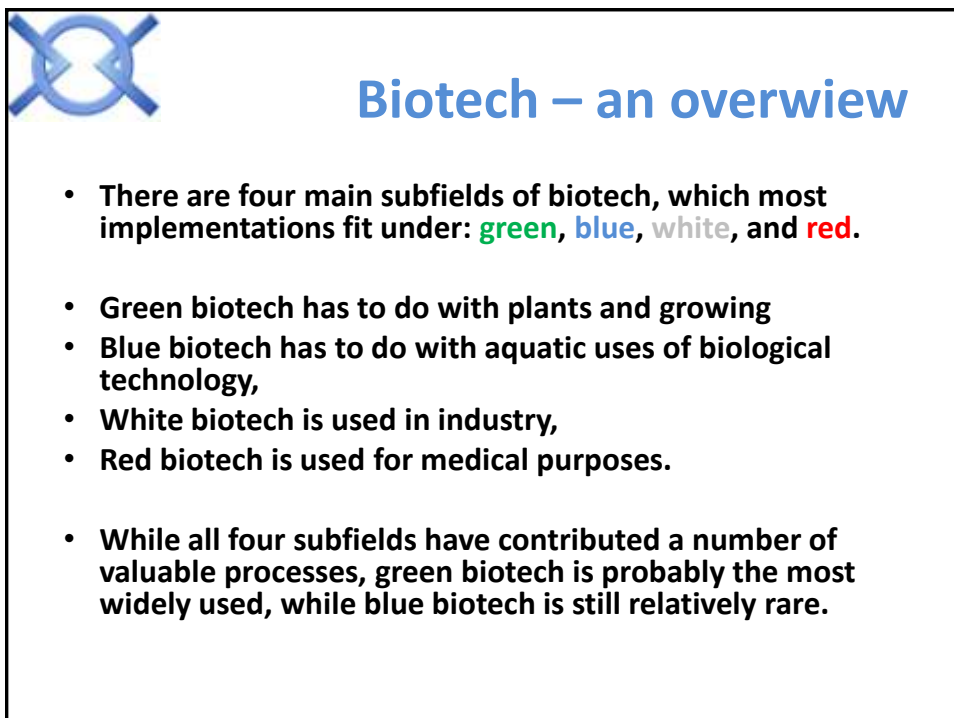 Biotech – an overwiew
• There are four main subfields of biotech, which most
implementations fit under: green, blue, white, and red.
• Green biotech has to do with plants and growing
• Blue biotech has to do with aquatic uses of biological
technology,
• White biotech is used in industry,
• Red biotech is used for medical purposes.
• While all four subfields have contributed a number of
valuable processes, green biotech is probably the most
widely used, while blue biotech is still relatively rare.